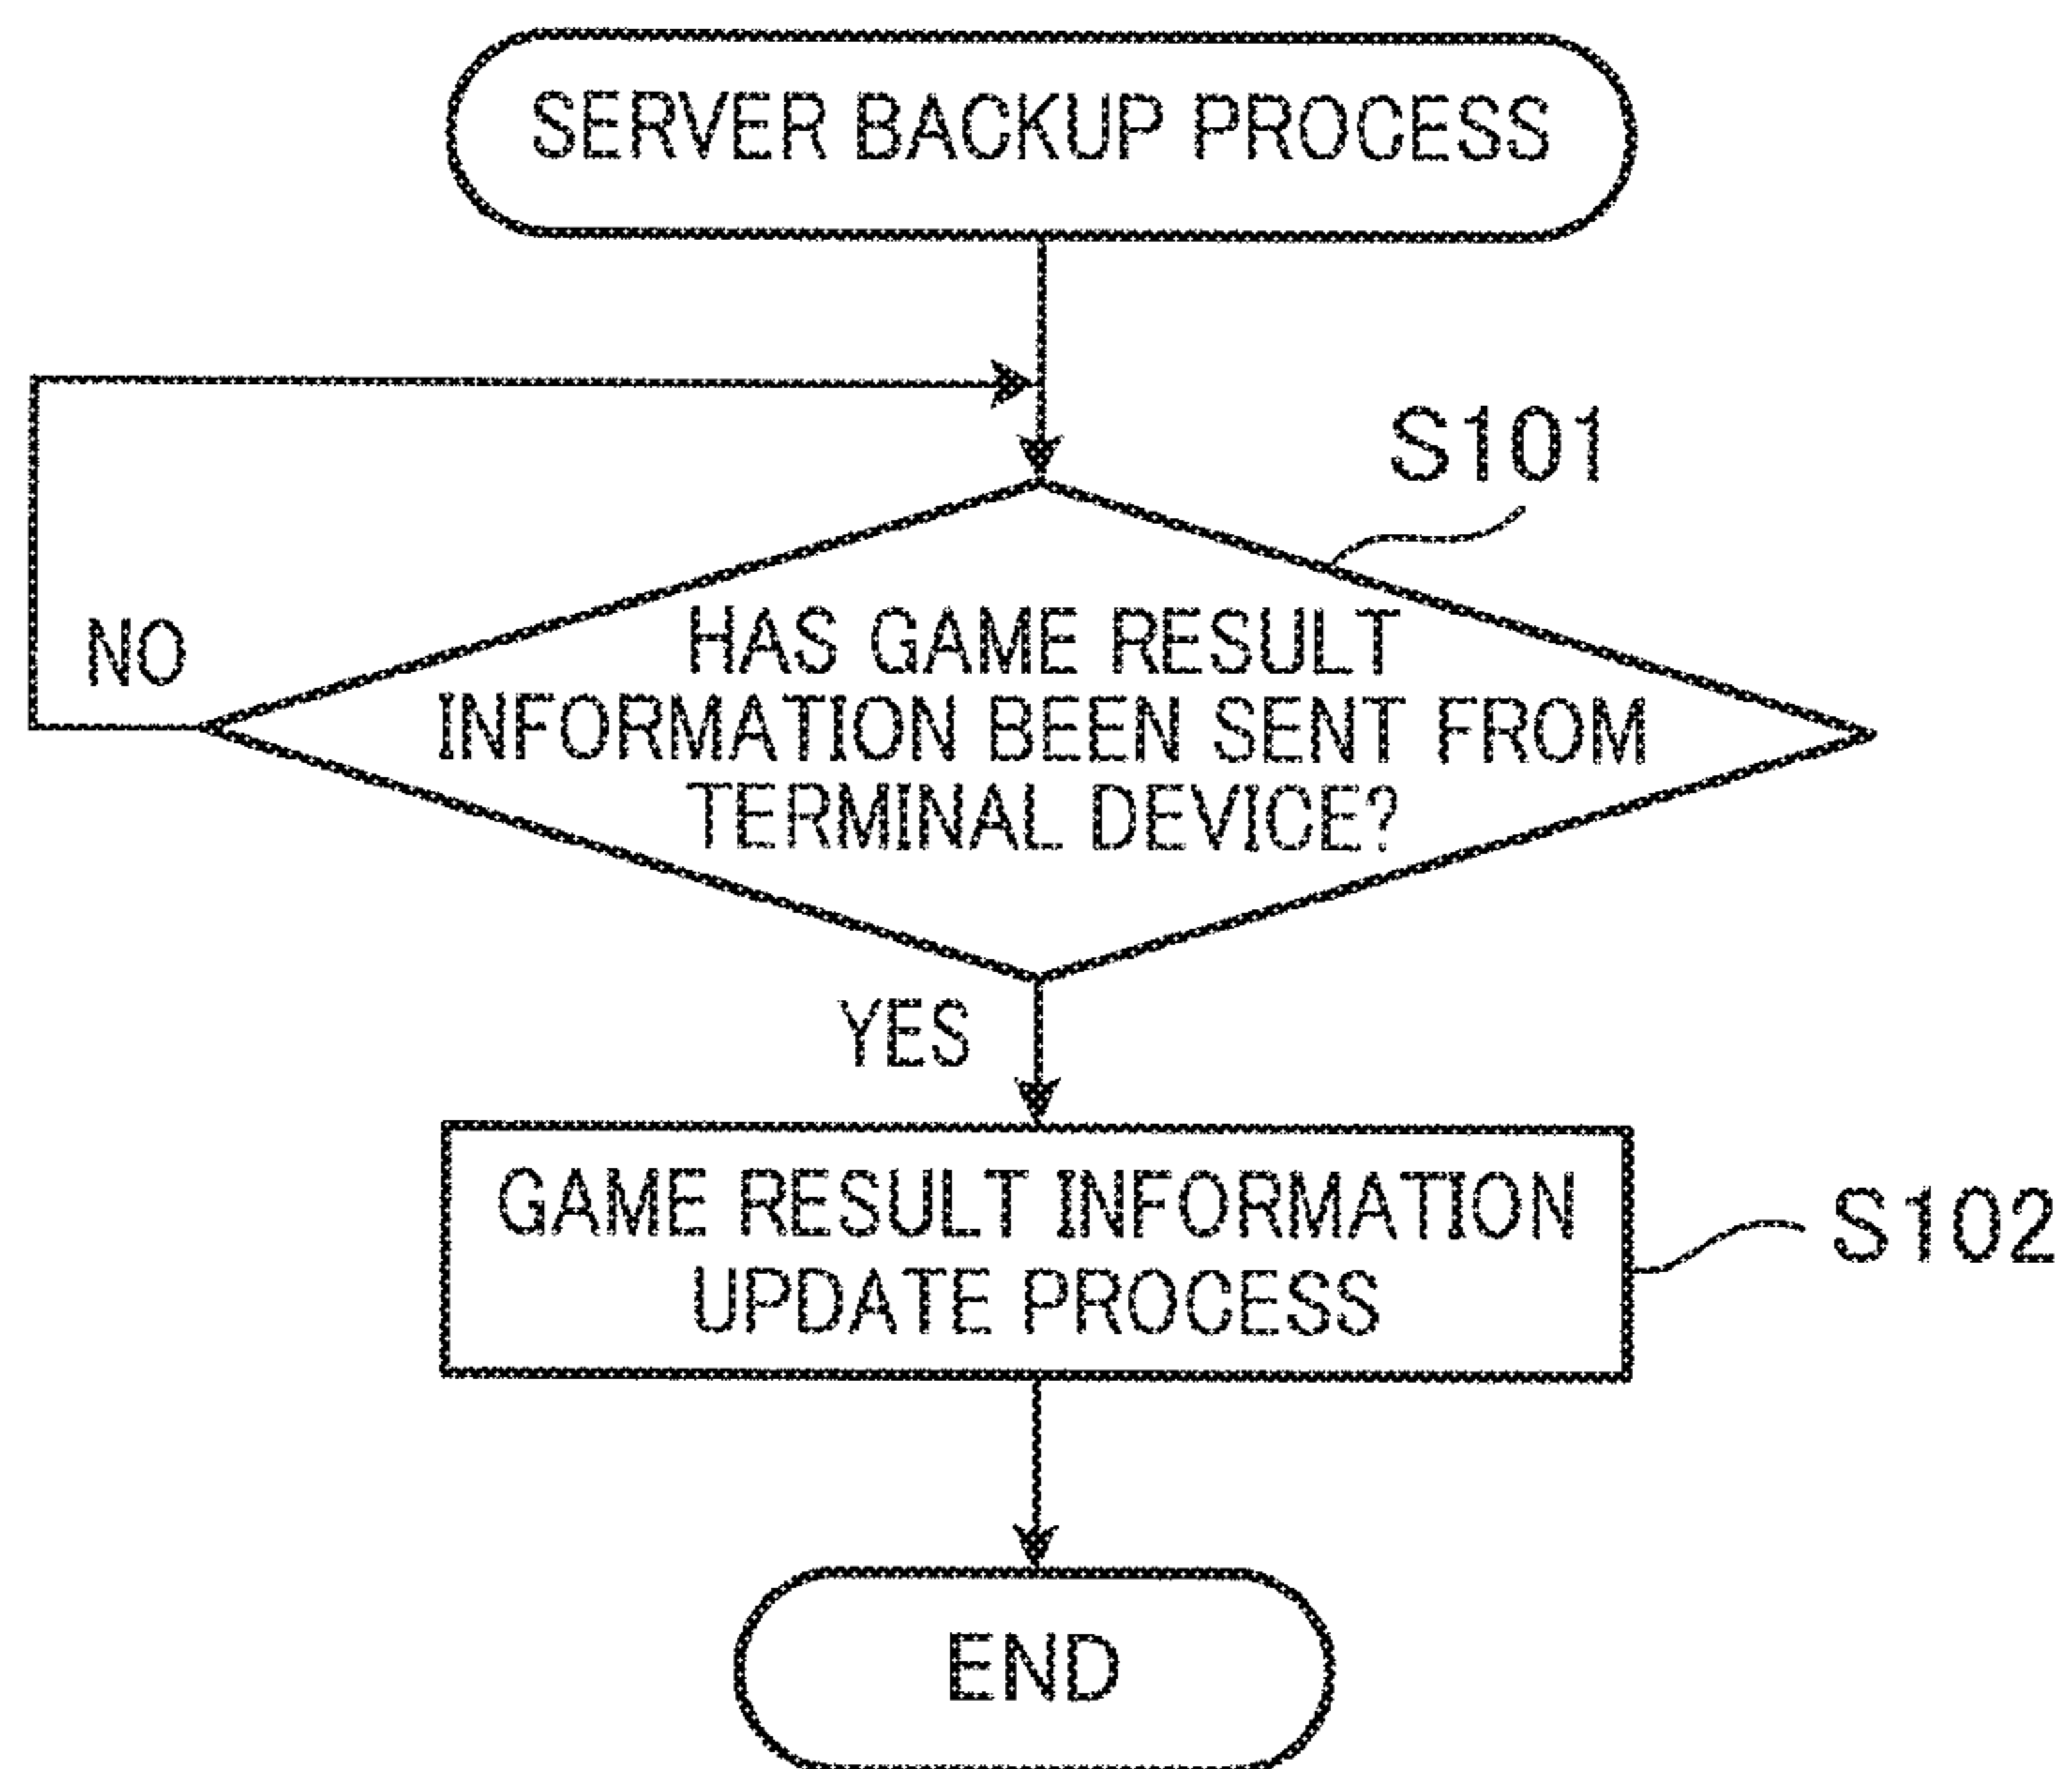 SERVER BACKUP PROCESS
S101
HAS GAME RESULT
INFORMATION BEEN SENT FROM
TERMINAL DEVICE?
NO
YES
GAME RESULT INFORMATION
UPDATE PROCESS
S102
END